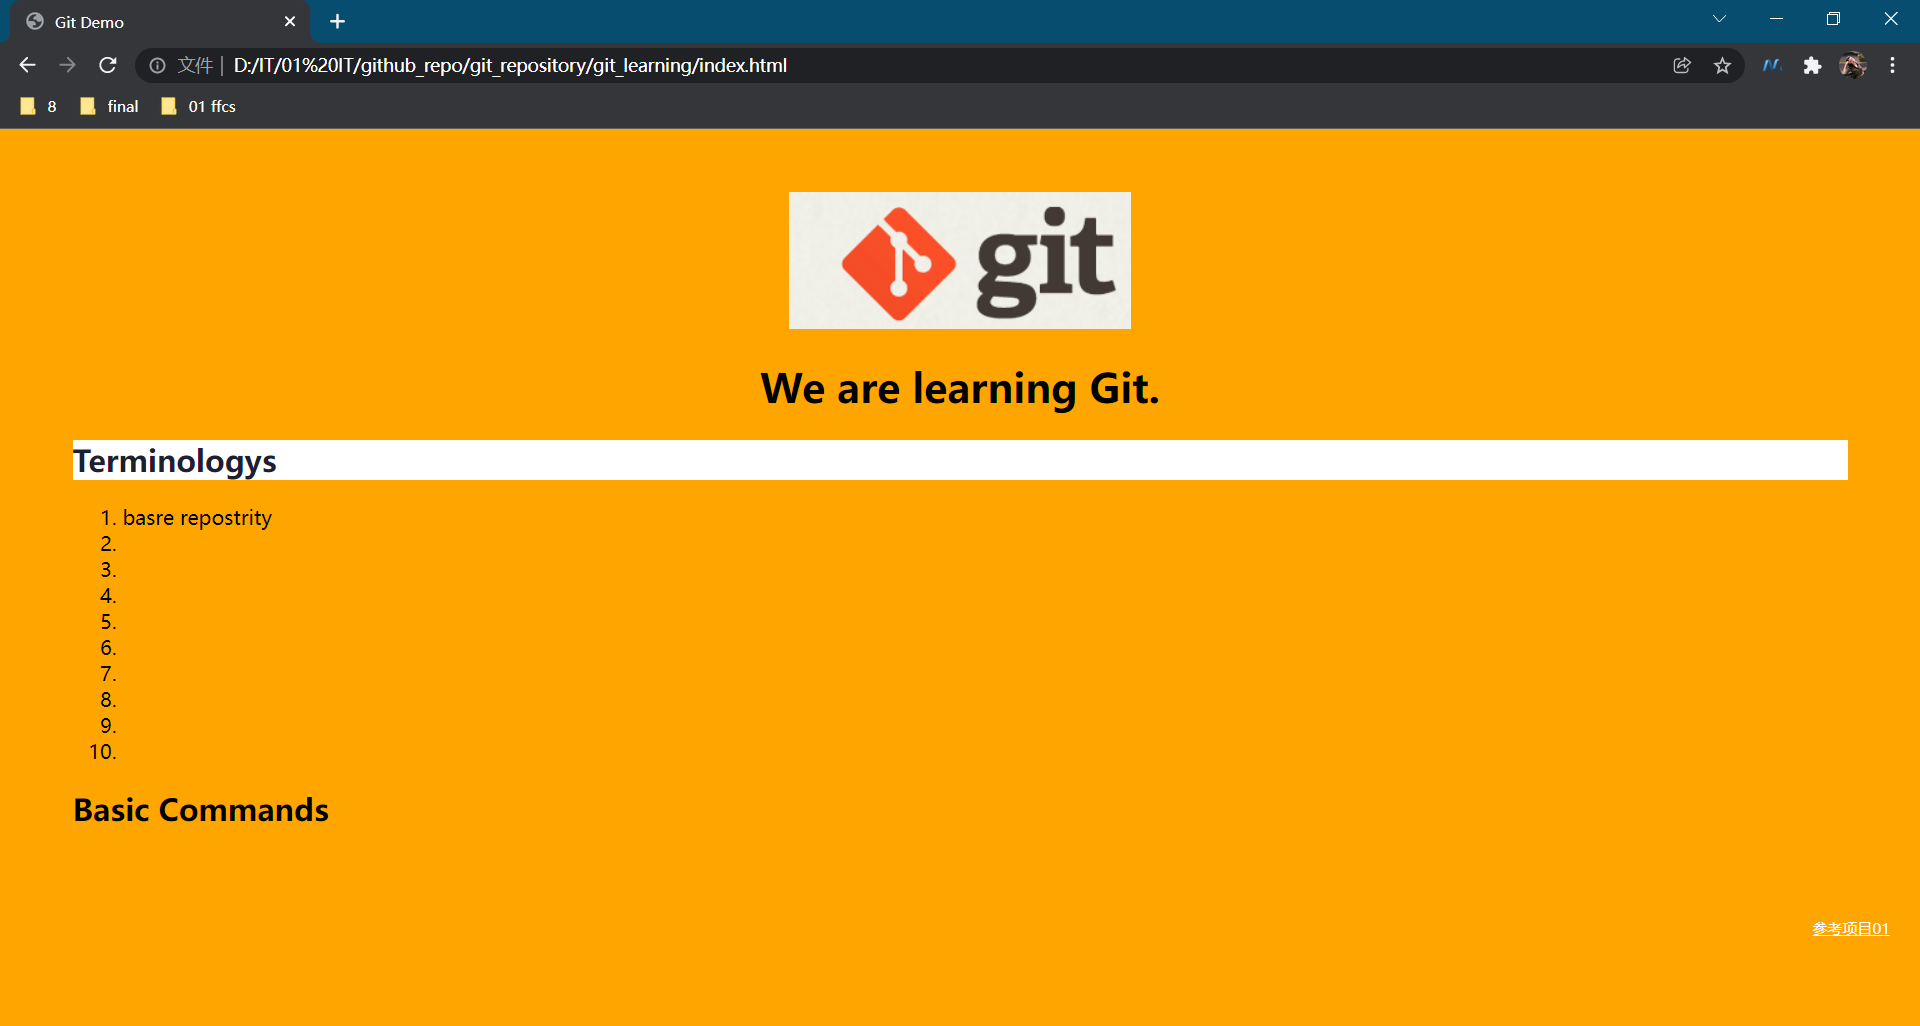 Git Demo
文件 | D:/IT/01%20IT/github_repo/git_repository/git_learning/index.html
8 final 01 ffcs
git
We are learning Git.
Terminologys
1. basre repostrity
2.
3.
4.
5.
6.
7.
8.
9.
10.
Basic Commands
参考项目01